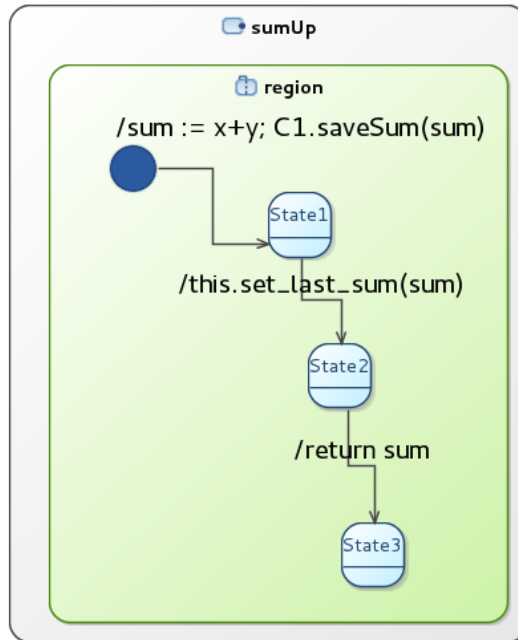 sumUp
region
/sum := x+y; C1.saveSum(sum)
State1
/this.set_last_sum(sum)
State2
/return sum
State3